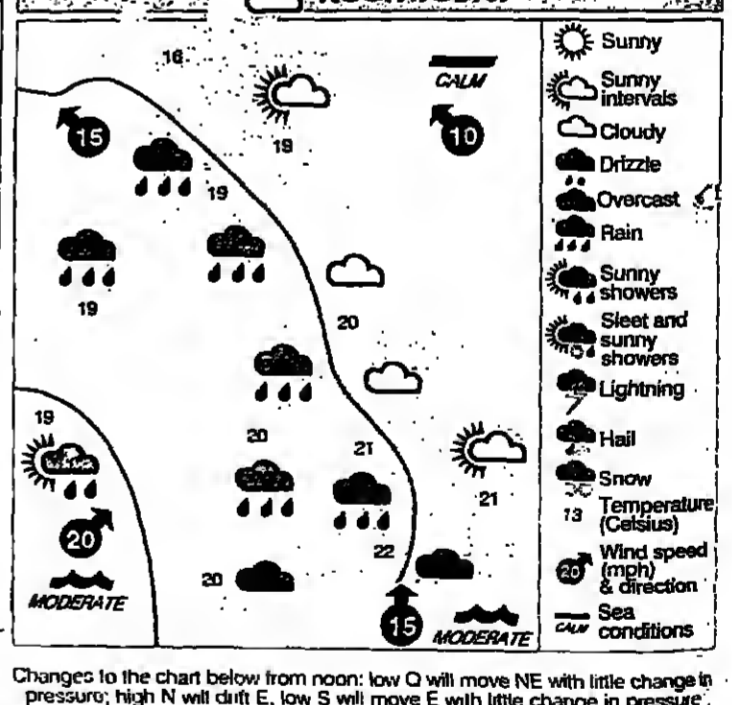 16
CALM
15
19
10
19
19
20
19
20
21
21
22
20
20
MODERATE
15
MODERATE
Sunny
Sunny
intervals
Cloudy
Drizzle
Overcast
Rain
Sunny
showers
Sleet and
sunny
showers
Lightning
Hail
Snow
13 Temperature
(Celsius)
20 Wind speed
(mph)
& direction
Sea
CALM conditions
Changes to the chart below from noon: low Q will move NE with little change in
pressure; high N will drift E, low S will move E with little change in pressure.